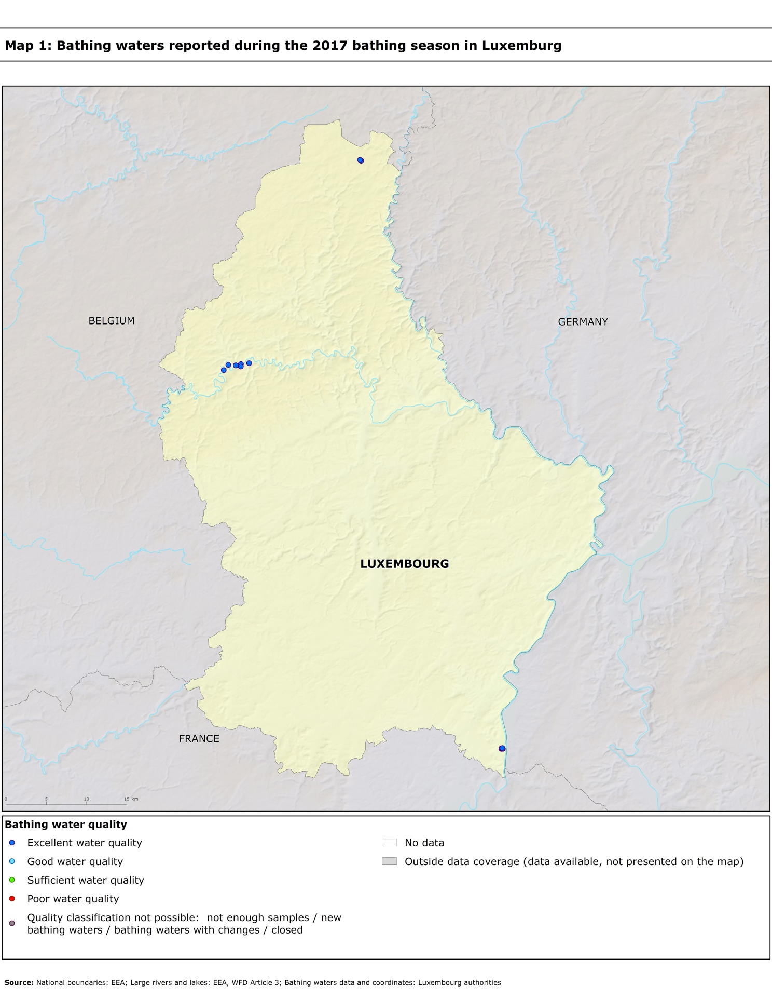 Map 1: Bathing waters reported during the 2017 bathing season in Luxemburg
BELGIUM
GERMANY
LUXEMBOURG
FRANCE
0 5 10 15 km
Bathing water quality
Excellent water quality
Good water quality
Sufficient water quality
Poor water quality
Quality classification not possible: not enough samples / new
bathing waters / bathing waters with changes / closed
No data
Outside data coverage (data available, not presented on the map)
Source: National boundaries: EEA; Large rivers and lakes: EEA, WFD Article 3; Bathing waters data and coordinates: Luxembourg authorities